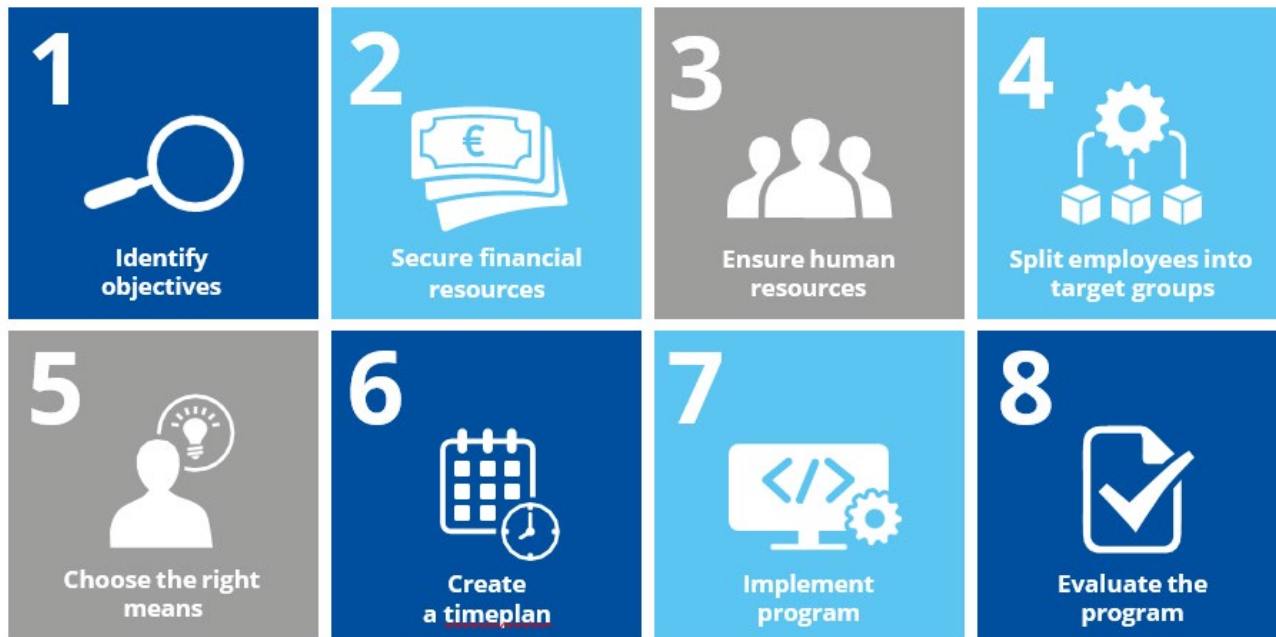 1
Identify
objectives
2
€
Secure financial
resources
3
Ensure human
resources
4
Split employees into
target groups
5
Choose the right
means
6
Create
a timeplan
7
</>
Implement
program
8
Evaluate the
program